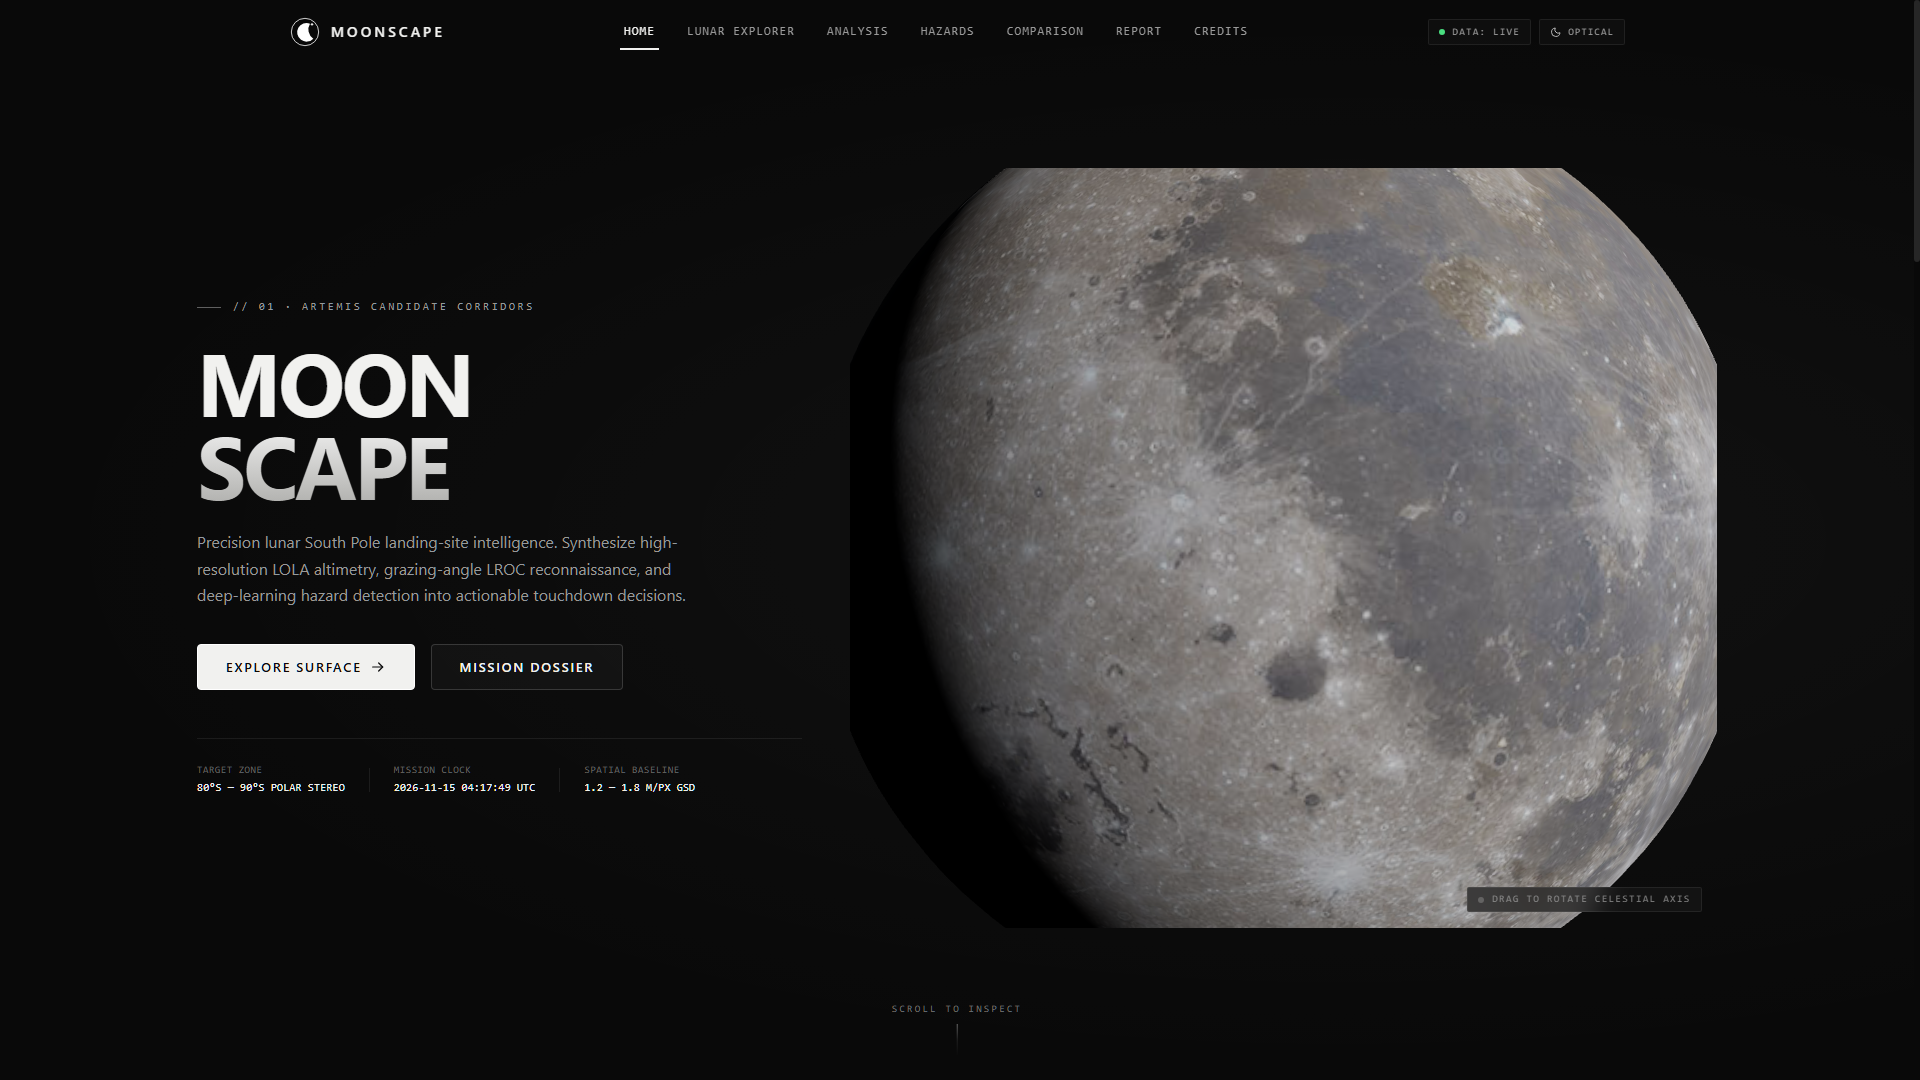 MOONSCAPE
HOME
LUNAR EXPLORER
ANALYSIS
HAZARDS
COMPARISON
REPORT
CREDITS
DATA: LIVE
OPTICAL
// 01 · ARTEMIS CANDIDATE CORRIDORS
MOON
SCAPE
Precision lunar South Pole landing-site intelligence. Synthesize high-
resolution LOLA altimetry, grazing-angle LROC reconnaissance, and
deep-learning hazard detection into actionable touchdown decisions.
EXPLORE SURFACE →
MISSION DOSSIER
TARGET ZONE
80°S — 90°S POLAR STEREO
MISSION CLOCK
2026-11-15 04:17:49 UTC
SPATIAL BASELINE
1.2 — 1.8 M/PX GSD
DRAG TO ROTATE CELESTIAL AXIS
SCROLL TO INSPECT